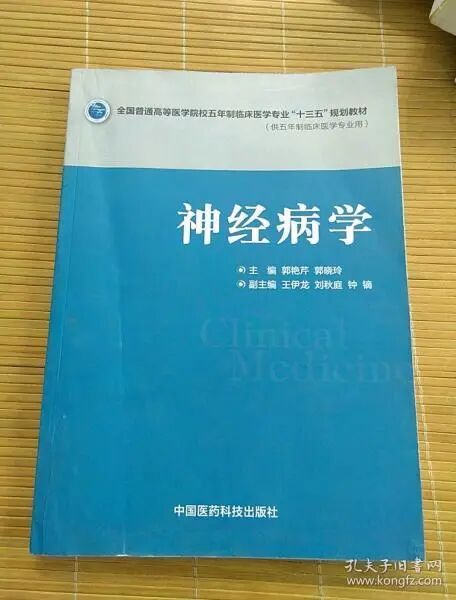 全国普通高等医学院校五年制临床医学专业“十三五”规划教材
(供五年制临床医学专业用)
神经病学
主 编 郭艳芹 郭晓玲
副主编 王伊龙 刘秋庭 钟 镝
Clinical
Medicine
中国医药科技出版社
孔夫子旧书网
www.kongfz.com